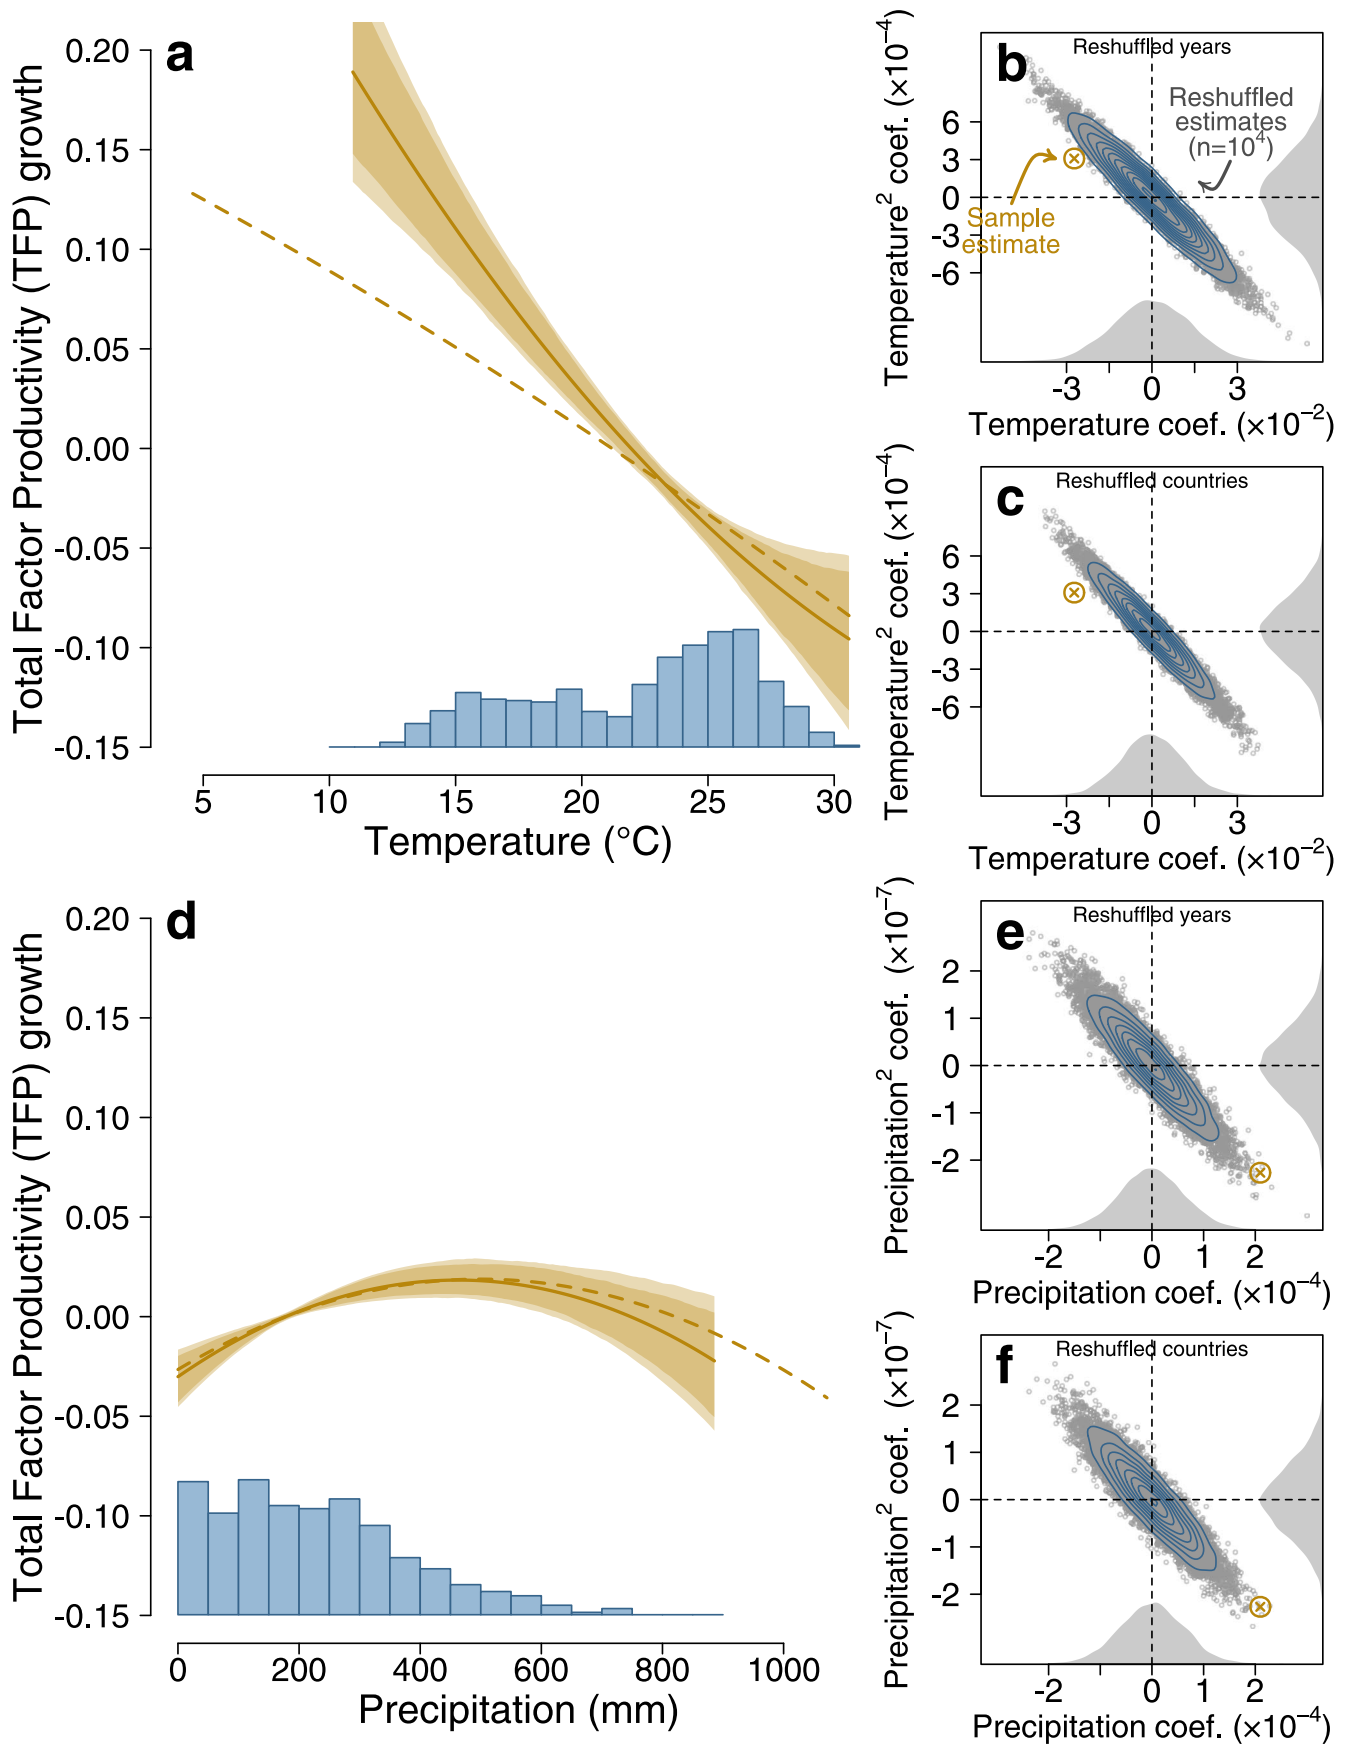 a
Total Factor Productivity (TFP) growth
0.20
0.15
0.10
0.05
0.00
-0.05
-0.10
-0.15
5
10
15
20
25
30
Temperature (°C)
b
Reshuffled years
Reshuffled
estimates
(n=10⁴)
Sample
estimate
Temperature² coef. (×10⁻⁴)
6
3
0
-3
-6
-3
0
3
Temperature coef. (×10⁻²)
c
Reshuffled countries
Temperature² coef. (×10⁻⁴)
6
3
0
-3
-6
-3
0
3
Temperature coef. (×10⁻²)
d
Total Factor Productivity (TFP) growth
0.20
0.15
0.10
0.05
0.00
-0.05
-0.10
-0.15
0
200
400
600
800
1000
Precipitation (mm)
e
Reshuffled years
Precipitation² coef. (×10⁻⁷)
2
1
0
-1
-2
-2
0
1
2
Precipitation coef. (×10⁻⁴)
f
Reshuffled countries
Precipitation² coef. (×10⁻⁷)
2
1
0
-1
-2
-2
0
1
2
Precipitation coef. (×10⁻⁴)